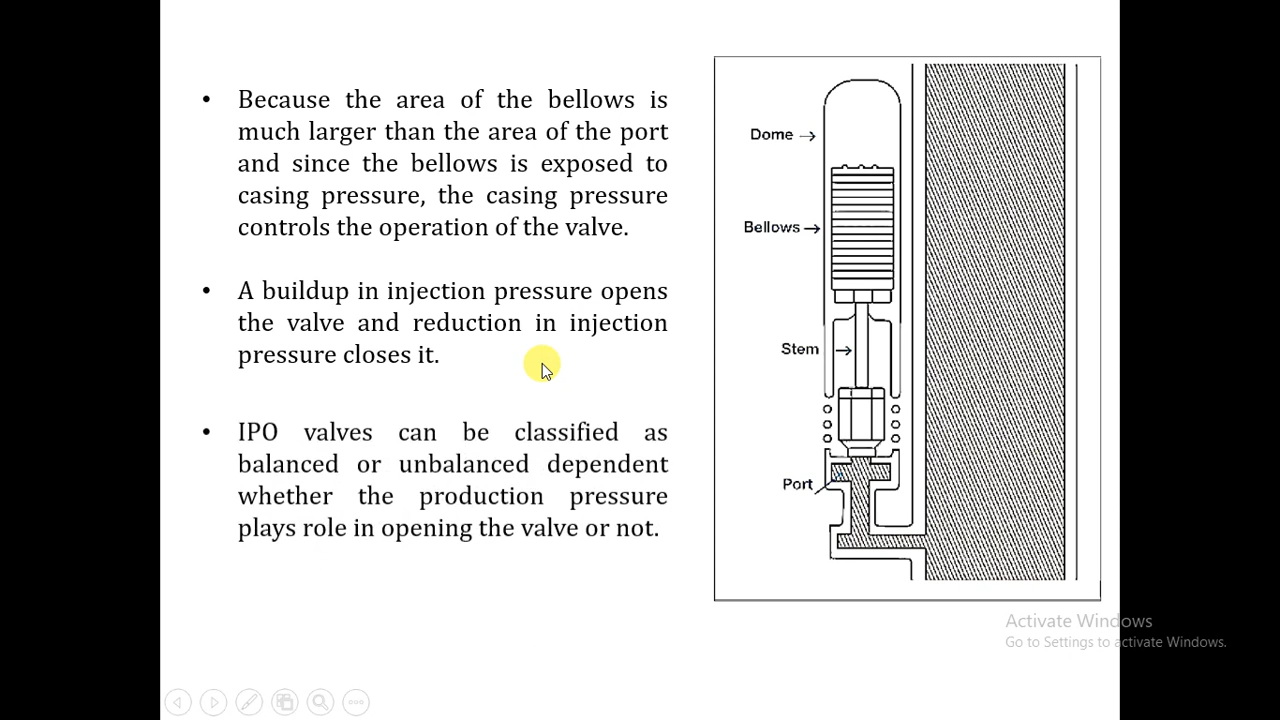 • Because the area of the bellows is
much larger than the area of the port
and since the bellows is exposed to
casing pressure, the casing pressure
controls the operation of the valve.
• A buildup in injection pressure opens
the valve and reduction in injection
pressure closes it.
• IPO valves can be classified as
balanced or unbalanced dependent
whether the production pressure
plays role in opening the valve or not.
Dome
Bellows
Stem
Port
Activate Windows
Go to Settings to activate Windows.